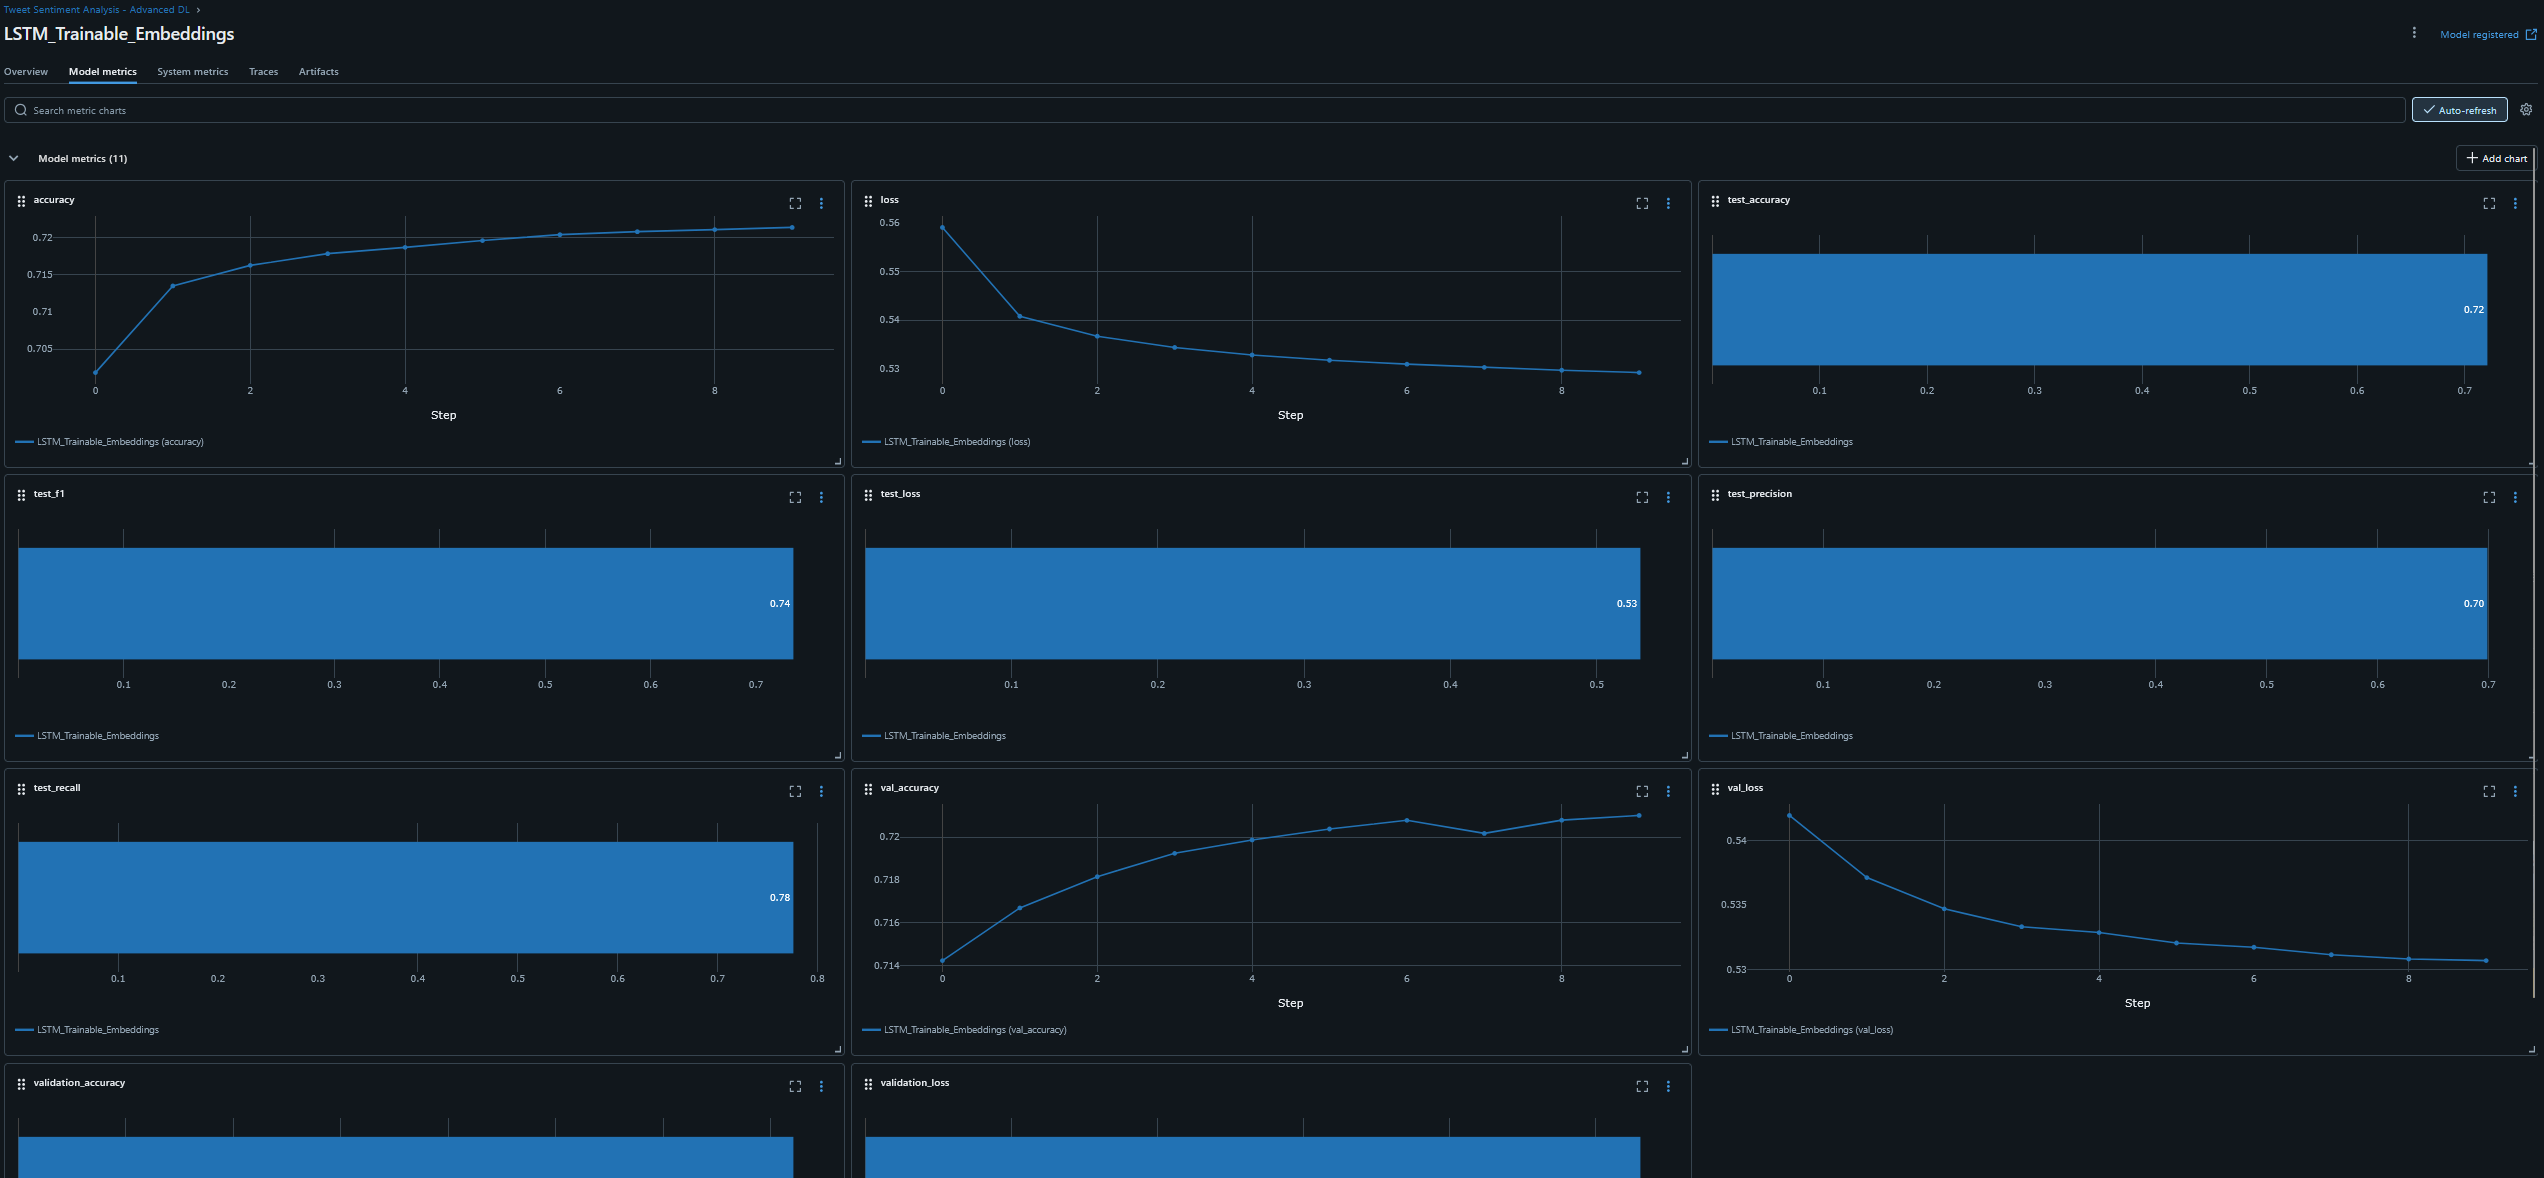 Tweet Sentiment Analysis - Advanced DL >
LSTM_Trainable_Embeddings
Model registered
Overview Model metrics System metrics Traces Artifacts
Search metric charts
Auto-refresh
Model metrics (11)
Add chart
accuracy
0.72
0.715
0.71
0.705
0 2 4 6 8
Step
LSTM_Trainable_Embeddings (accuracy)
loss
0.56
0.55
0.54
0.53
0 2 4 6 8
Step
LSTM_Trainable_Embeddings (loss)
test_accuracy
0.72
0.1 0.2 0.3 0.4 0.5 0.6 0.7
LSTM_Trainable_Embeddings
test_f1
0.74
0.1 0.2 0.3 0.4 0.5 0.6 0.7
LSTM_Trainable_Embeddings
test_loss
0.53
0.1 0.2 0.3 0.4 0.5
LSTM_Trainable_Embeddings
test_precision
0.70
0.1 0.2 0.3 0.4 0.5 0.6 0.7
LSTM_Trainable_Embeddings
test_recall
0.78
0.1 0.2 0.3 0.4 0.5 0.6 0.7 0.8
LSTM_Trainable_Embeddings
val_accuracy
0.72
0.718
0.716
0.714
0 2 4 6 8
Step
LSTM_Trainable_Embeddings (val_accuracy)
val_loss
0.54
0.535
0.53
0 2 4 6 8
Step
LSTM_Trainable_Embeddings (val_loss)
validation_accuracy
validation_loss